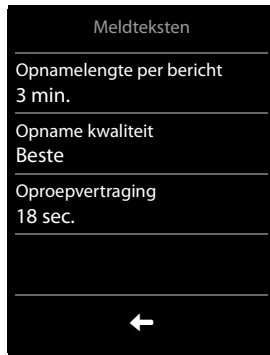 Meldteksten
Opnamelengte per bericht
3 min.
Opname kwaliteit
Beste
Oproepvertraging
18 sec.